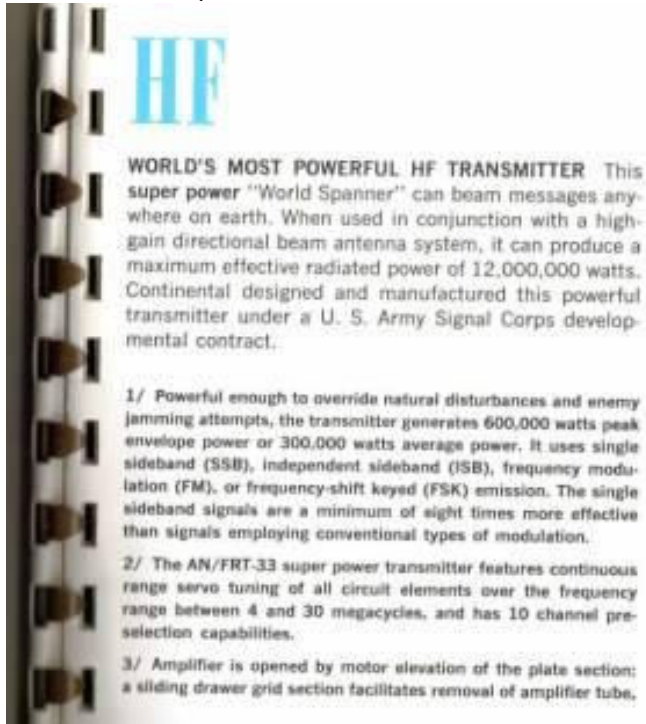 HF
WORLD'S MOST POWERFUL HF TRANSMITTER This
super power "World Spanner" can beam messages any-
where on earth. When used in conjunction with a high-
gain directional beam antenna system, it can produce a
maximum effective radiated power of 12,000,000 watts.
Continental designed and manufactured this powerful
transmitter under a U. S. Army Signal Corps develop-
mental contract.
1/ Powerful enough to override natural disturbances and enemy
jamming attempts, the transmitter generates 600,000 watts peak
envelope power or 300,000 watts average power. It uses single
sideband (SSB), independent sideband (ISB), frequency modu-
lation (FM), or frequency-shift keyed (FSK) emission. The single
sideband signals are a minimum of eight times more effective
than signals employing conventional types of modulation.
2/ The AN/FRT-33 super power transmitter features continuous
range servo tuning of all circuit elements over the frequency
range between 4 and 30 megacycles, and has 10 channel pre-
selection capabilities.
3/ Amplifier is opened by motor elevation of the plate section;
a sliding drawer grid section facilitates removal of amplifier tube,